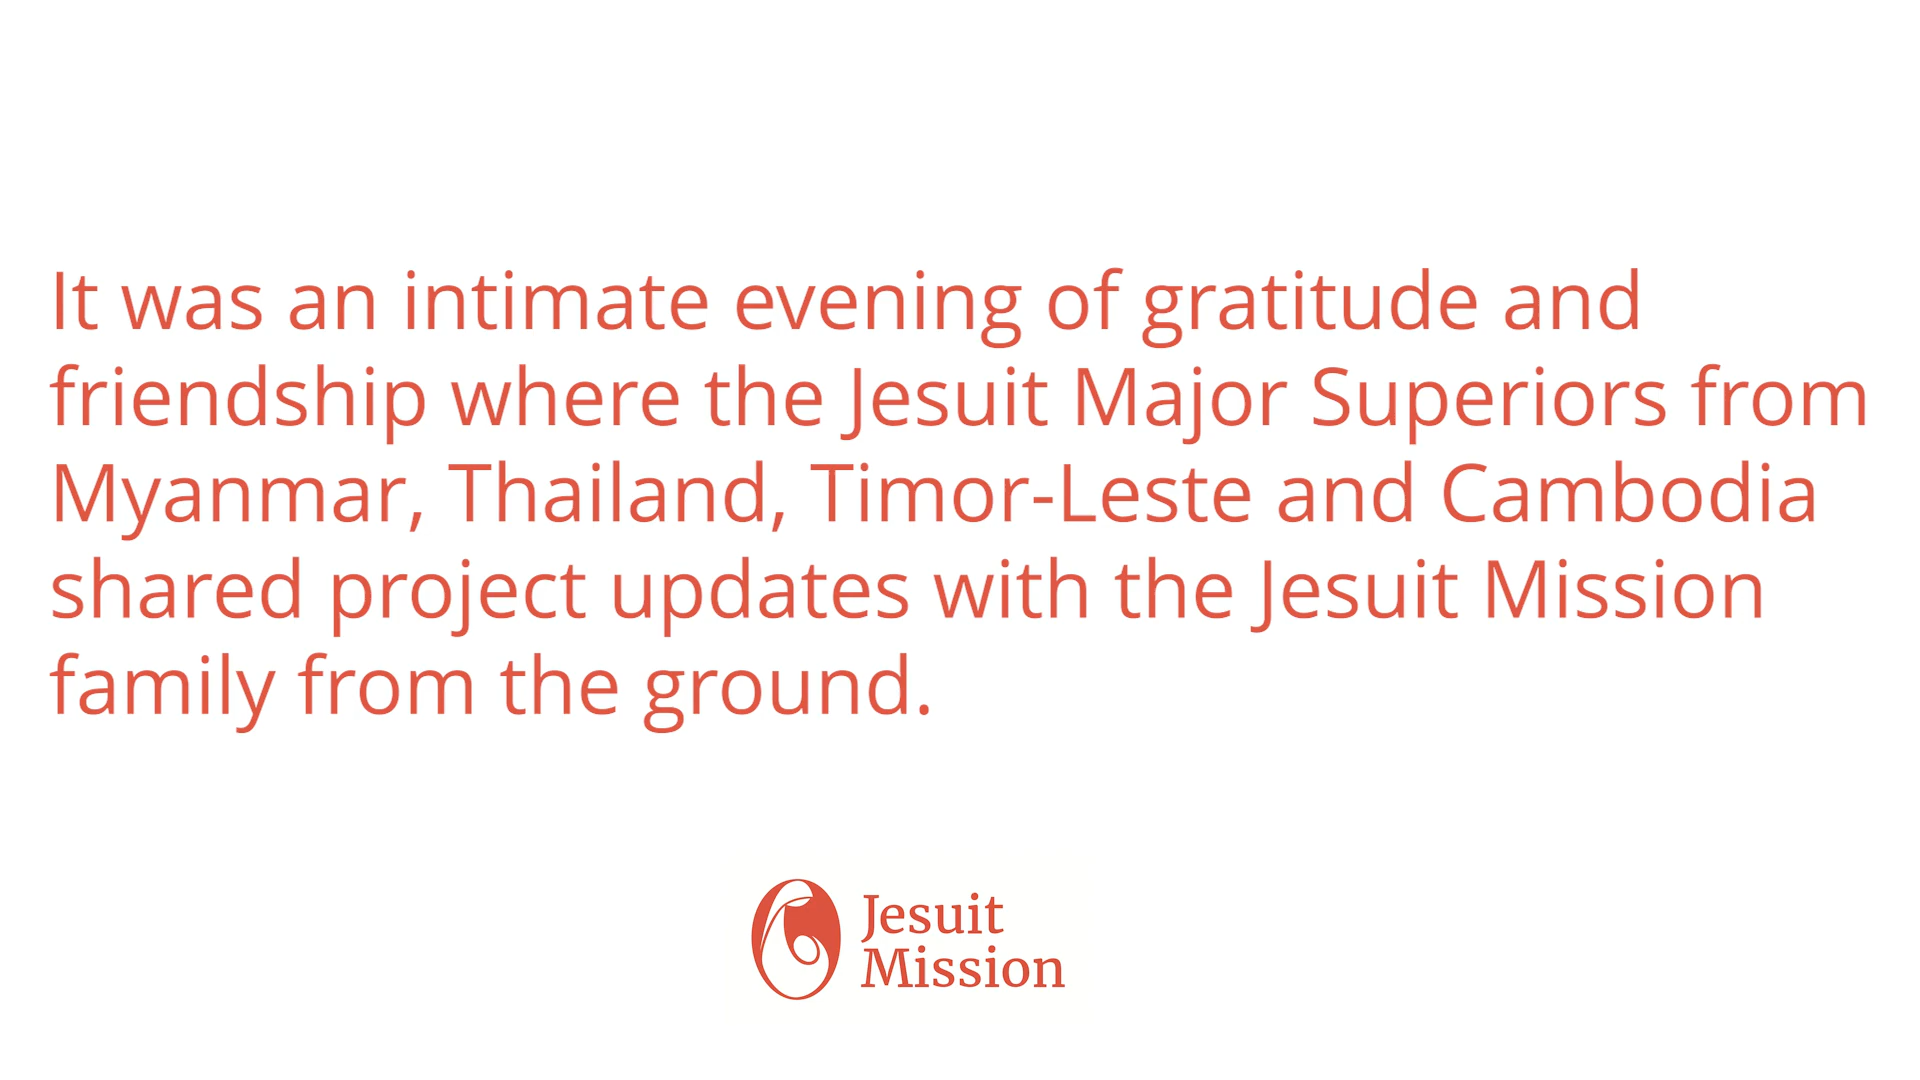 It was an intimate evening of gratitude and
friendship where the Jesuit Major Superiors from
Myanmar, Thailand, Timor-Leste and Cambodia
shared project updates with the Jesuit Mission
family from the ground.
Jesuit
Mission